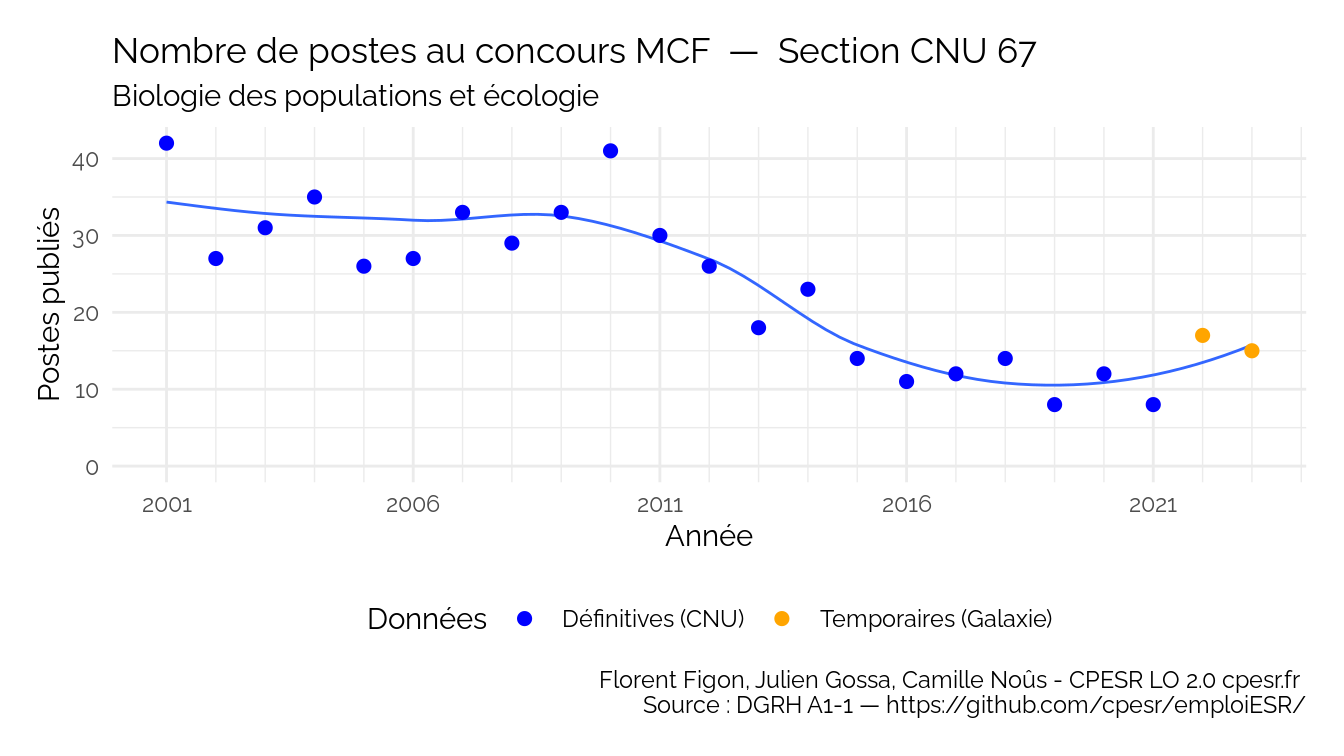 Nombre de postes au concours MCF — Section CNU 67
Biologie des populations et écologie
Postes publiés
40
30
20
10
0
2001 2006 2011 2016 2021
Année
Données Définitives (CNU) Temporaires (Galaxie)
Florent Figon, Julien Gossa, Camille Noûs - CPESR LO 2.0 cpesr.fr
Source : DGRH A1-1 — https://github.com/cpesr/emploiESR/